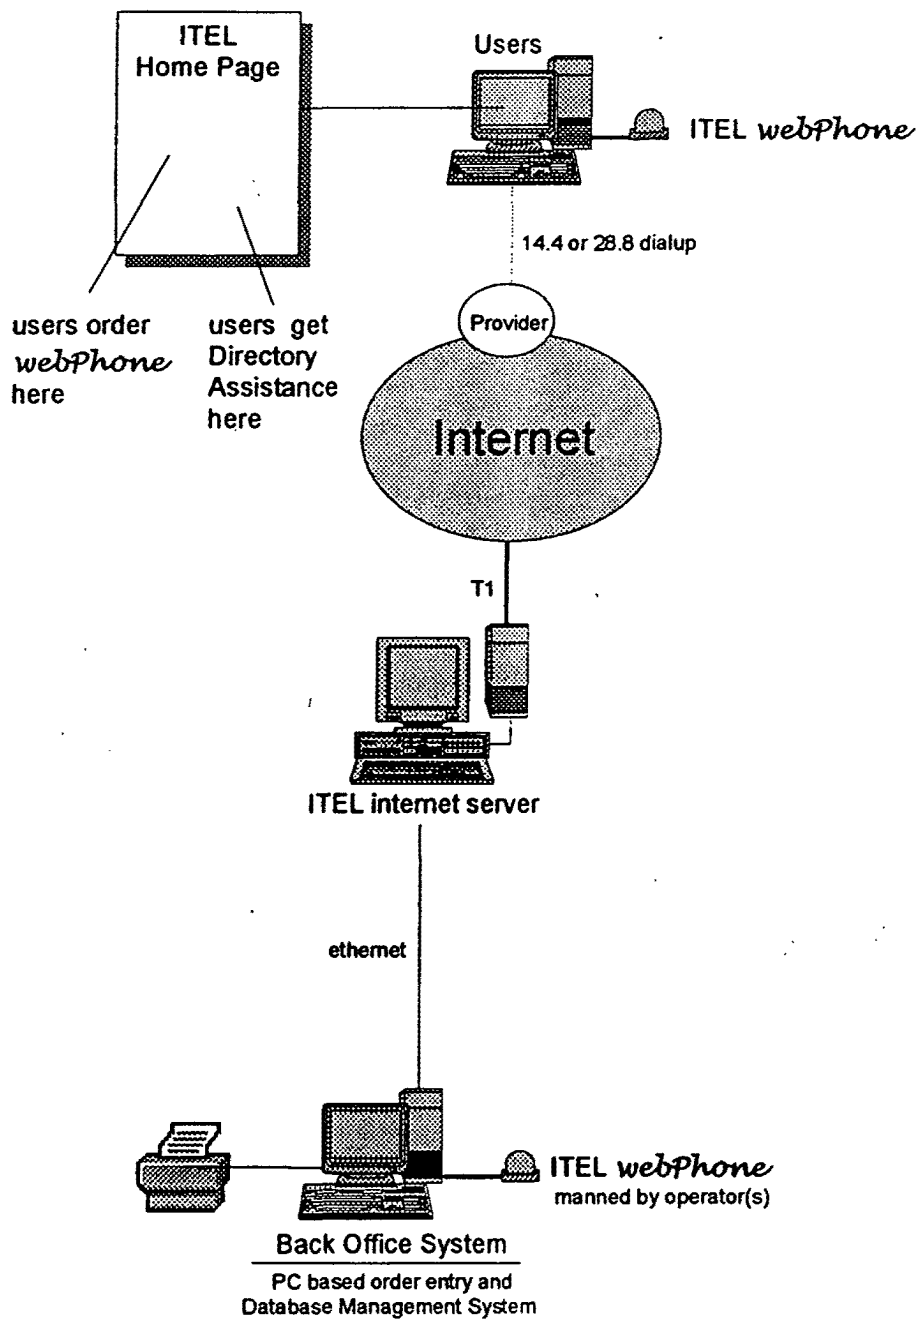 ITEL
Home Page
Users
ITEL webPhone
14.4 or 28.8 dialup
users order
webPhone
here
users get
Directory
Assistance
here
Provider
Internet
T1
ITEL internet server
ethernet
ITEL webPhone
manned by operator(s)
Back Office System
PC based order entry and
Database Management System